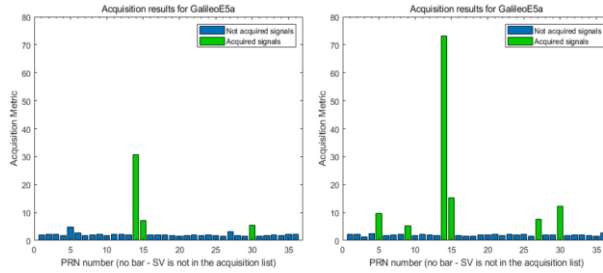 Acquisition results for GalileoE5a
Not acquired signals
Acquired signals
Acquisition Metric
80
70
60
50
40
30
20
10
0
5 10 15 20 25 30 35
PRN number (no bar - SV is not in the acquisition list)
Acquisition results for GalileoE5a
Not acquired signals
Acquired signals
Acquisition Metric
80
70
60
50
40
30
20
10
0
5 10 15 20 25 30 35
PRN number (no bar - SV is not in the acquisition list)